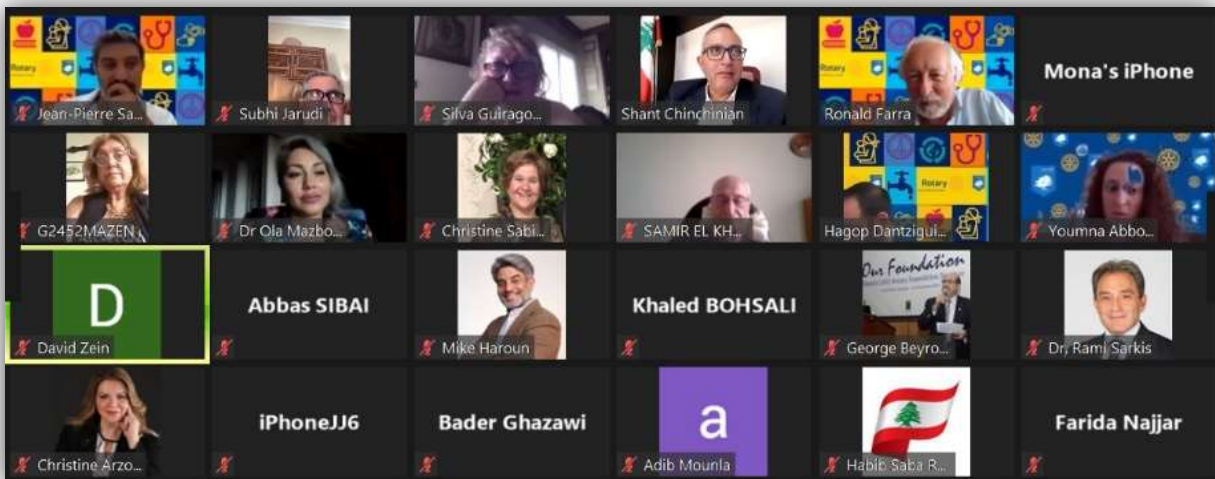 Rotary
Jean-Pierre Sa...
Subhi Jarudi
Silva Guirago...
Shant Chinchinian
Ronald Farra
Mona's iPhone
G2452MAZEN
Dr Ola Mazbo...
Christine Sabi...
SAMIR EL KH...
Rotary
Hagop Dantzigui...
Youmna Abbo...
D
David Zein
Abbas SIBAI
Mike Haroun
Khaled BOHSALI
Our Foundation
George Beyro...
Dr, Rami Sarkis
Christine Arzo...
iPhoneJJ6
Bader Ghazawi
a
Adib Mounla
Habib Saba R...
Farida Najjar